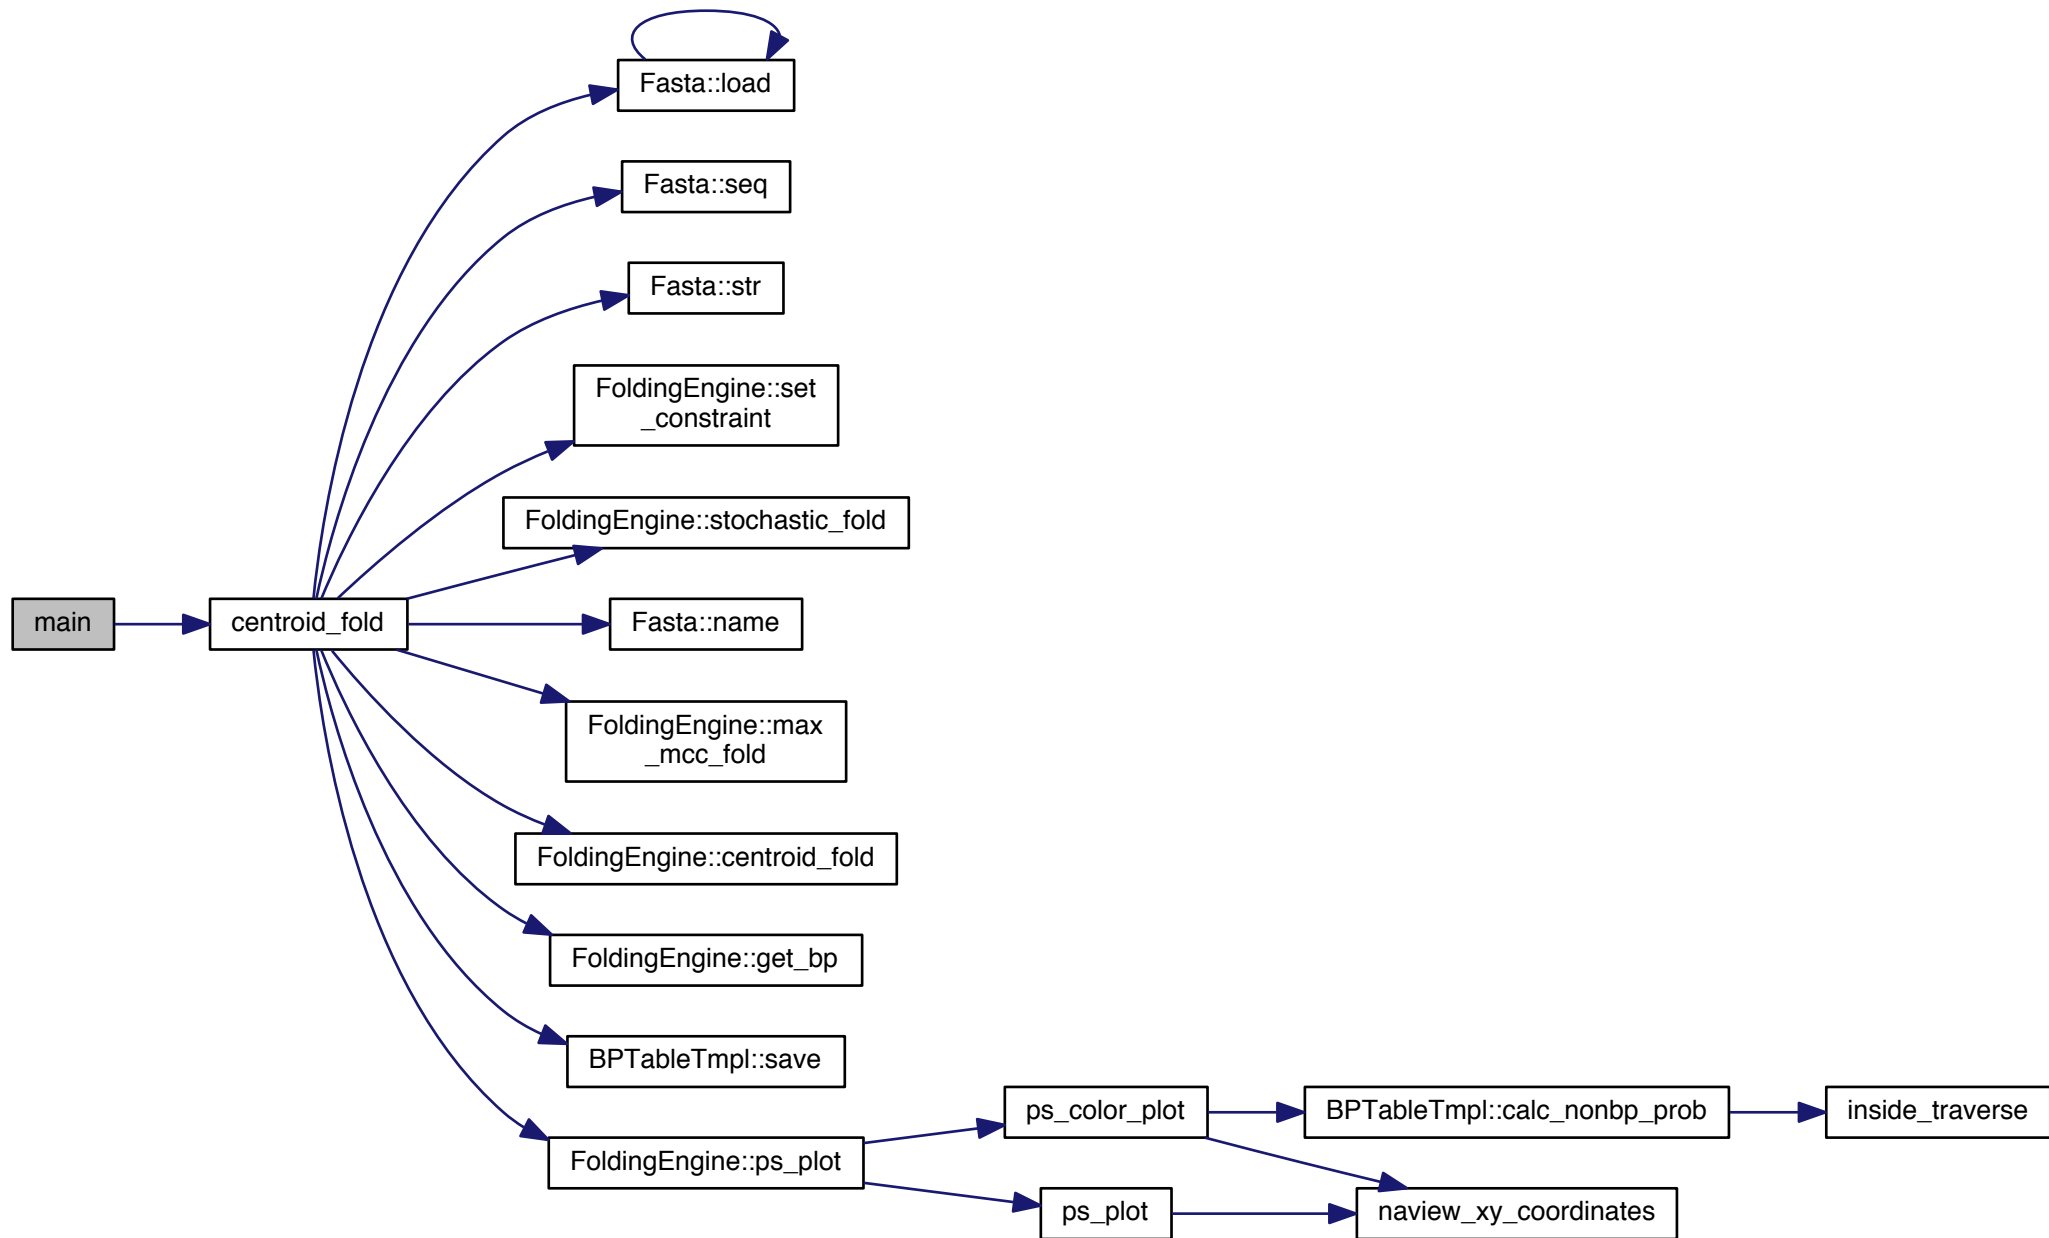 Fasta::load
Fasta::seq
Fasta::str
FoldingEngine::set
_constraint
FoldingEngine::stochastic_fold
main
centroid_fold
Fasta::name
FoldingEngine::max
_mcc_fold
FoldingEngine::centroid_fold
FoldingEngine::get_bp
BPTableTmpl::save
FoldingEngine::ps_plot
ps_color_plot
BPTableTmpl::calc_nonbp_prob
inside_traverse
ps_plot
naview_xy_coordinates